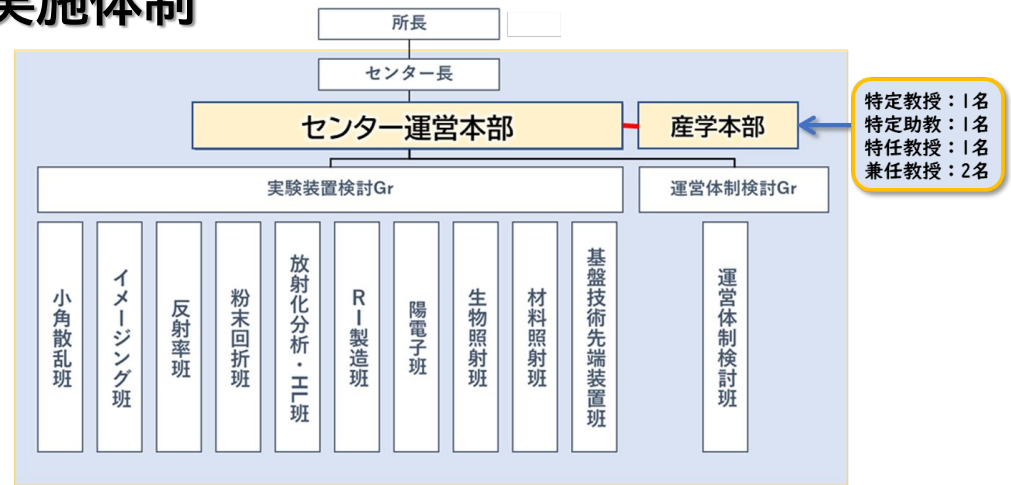 実施体制
所長
センター長
センター運営本部
産学本部
特定教授：1名
特定助教：1名
特任教授：1名
兼任教授：2名
実験装置検討Gr
運営体制検討Gr
小角散乱班
イメージング班
反射率班
粉末回折班
放射化分析・HL班
RI製造班
陽電子班
生物照射班
材料照射班
基盤技術先端装置班
運営体制検討班